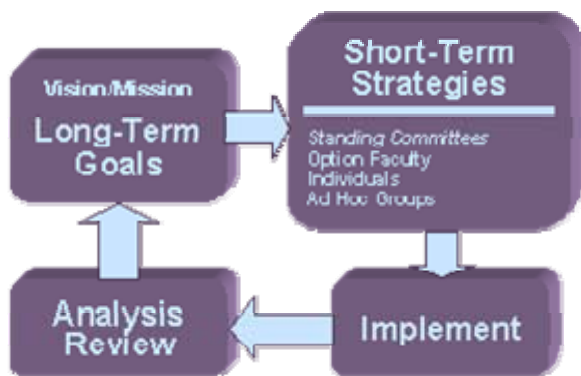 Vision/Mission
Long-Term
Goals
Short-Term
Strategies
Standing Committees
Option Faculty
Individuals
Ad Hoc Groups
Implement
Analysis
Review